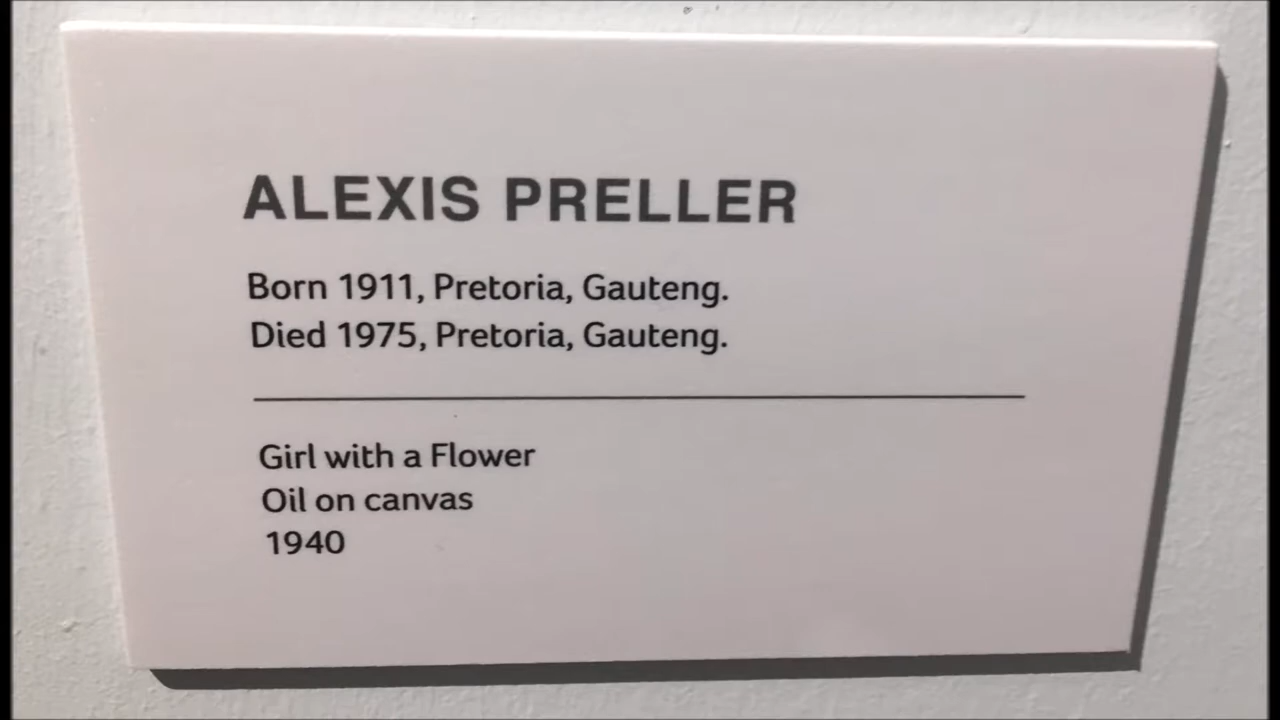 ALEXIS PRELLER
Born 1911, Pretoria, Gauteng.
Died 1975, Pretoria, Gauteng.
Girl with a Flower
Oil on canvas
1940